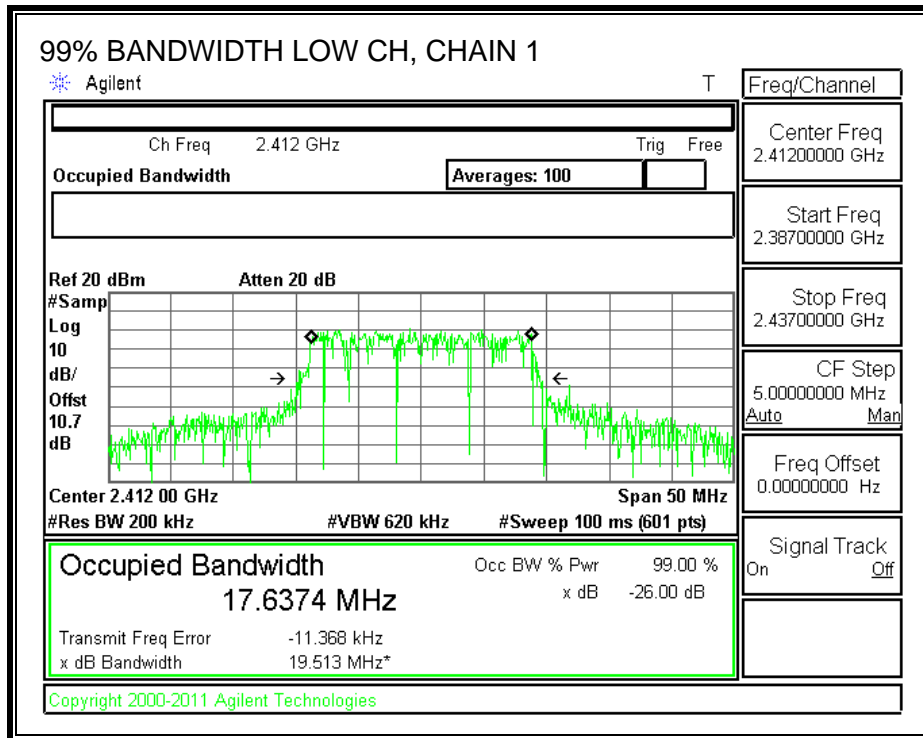 99% BANDWIDTH LOW CH, CHAIN 1
Agilent T
Ch Freq 2.412 GHz Trig Free
Occupied Bandwidth Averages: 100
Ref 20 dBm Atten 20 dB
#Samp
Log
10
dB/
Offst
10.7
dB
Center 2.412 00 GHz Span 50 MHz
#Res BW 200 kHz #VBW 620 kHz #Sweep 100 ms (601 pts)
Occupied Bandwidth Occ BW % Pwr 99.00 %
17.6374 MHz x dB -26.00 dB
Transmit Freq Error -11.368 kHz
x dB Bandwidth 19.513 MHz*
Copyright 2000-2011 Agilent Technologies
Freq/Channel
Center Freq
2.41200000 GHz
Start Freq
2.38700000 GHz
Stop Freq
2.43700000 GHz
CF Step
5.00000000 MHz
Auto Man
Freq Offset
0.00000000 Hz
Signal Track
On Off